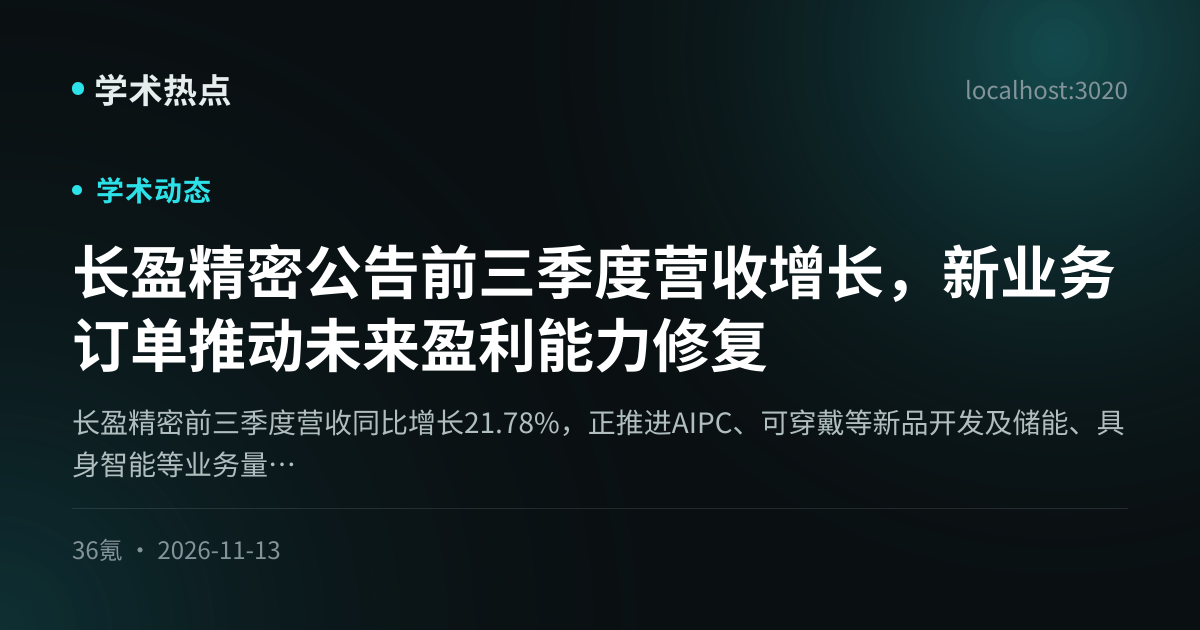 学术热点
localhost:3020
学术动态
长盈精密公告前三季度营收增长，新业务
订单推动未来盈利能力修复
长盈精密前三季度营收同比增长21.78%，正推进AIPC、可穿戴等新品开发及储能、具
身智能等业务量…
36氪 · 2026-11-13